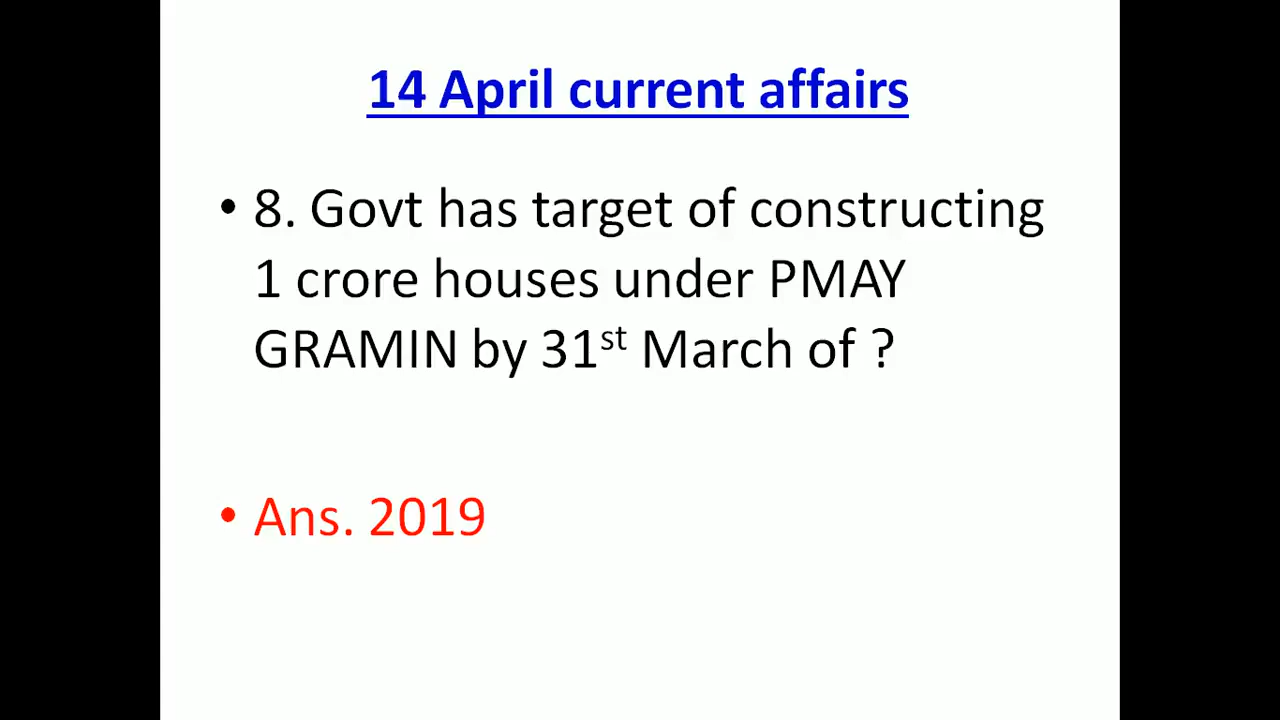 14 April current affairs
• 8. Govt has target of constructing
1 crore houses under PMAY
GRAMIN by 31st March of ?
• Ans. 2019